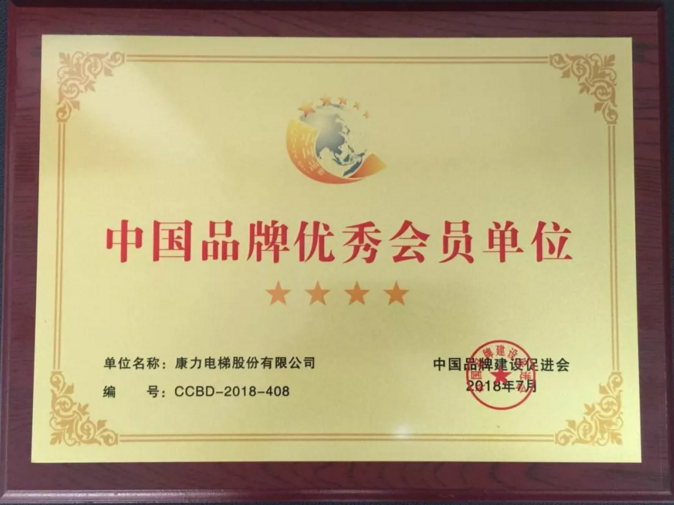 中国品牌优秀会员单位
单位名称：康力电梯股份有限公司
编　号：CCBD-2018-408
中国品牌建设促进会
2018年7月